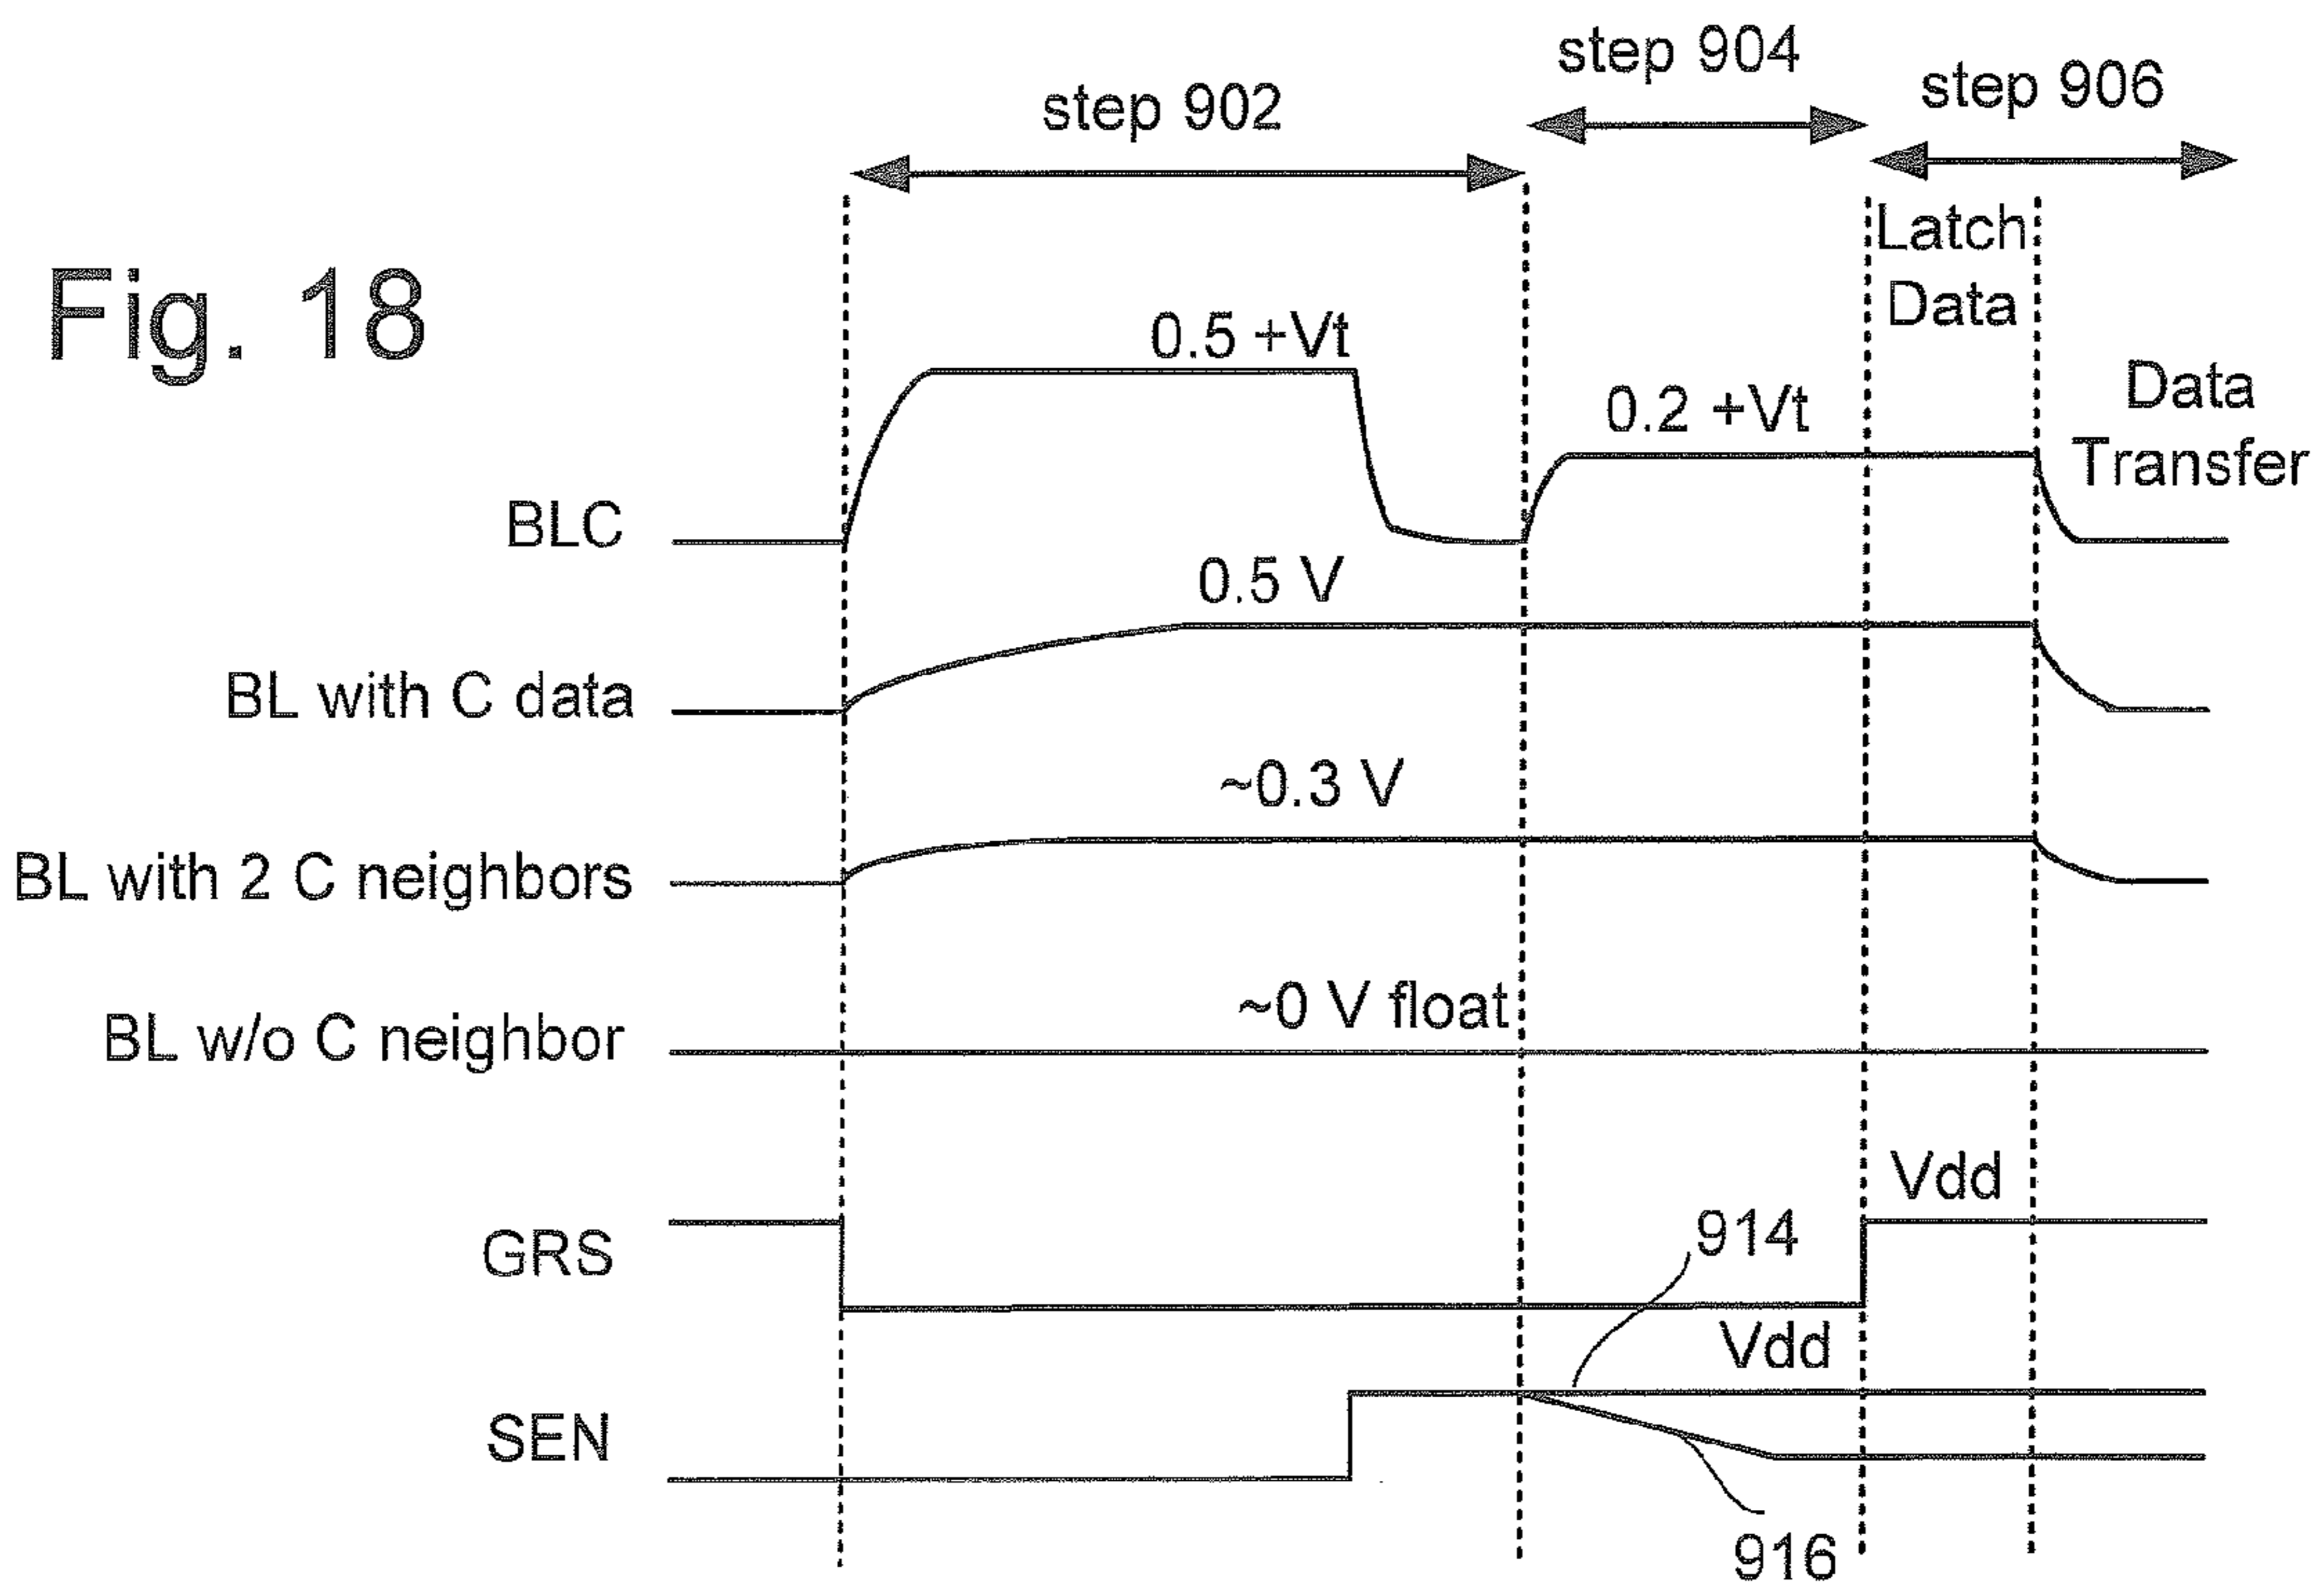 step 904
step 906
step 902
Latch
Data
Fig. 18
0.5 +Vt
0.2 +Vt
Data
Transfer
BLC
0.5 V
BL with C data
~0.3 V
BL with 2 C neighbors
~0 V float
BL w/o C neighbor
Vdd
914
GRS
Vdd
SEN
916